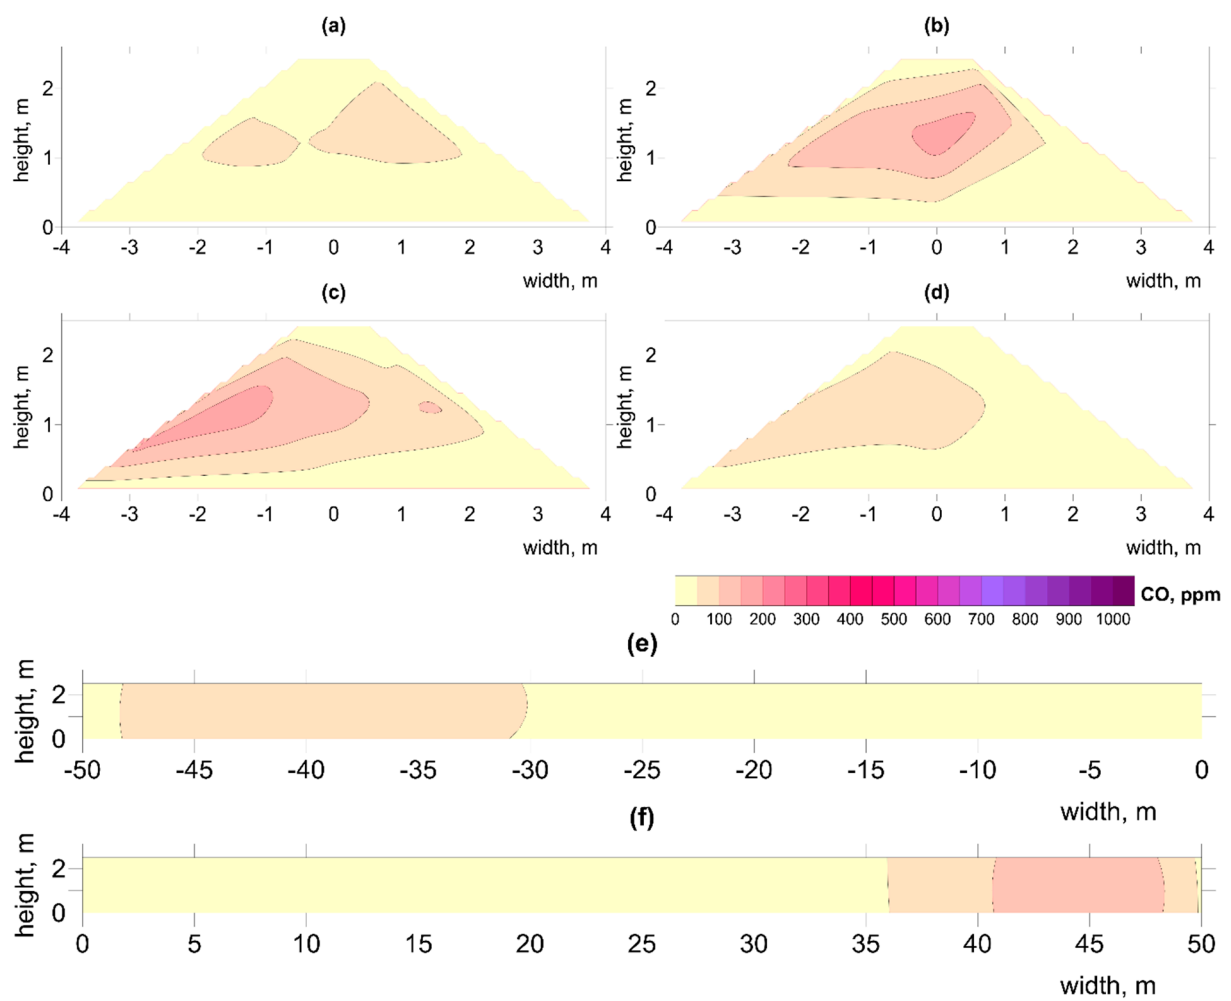 (a) (b)
height, m
2
1
0
-4 -3 -2 -1 0 1 2 3 4
width, m
height, m
2
1
0
-4 -3 -2 -1 0 1 2 3 4
width, m
(c) (d)
height, m
2
1
0
-4 -3 -2 -1 0 1 2 3 4
width, m
height, m
2
1
0
-4 -3 -2 -1 0 1 2 3 4
width, m
CO, ppm
0 100 200 300 400 500 600 700 800 900 1000
(e)
height, m
2
0
-50 -45 -40 -35 -30 -25 -20 -15 -10 -5 0
width, m
(f)
height, m
2
0
0 5 10 15 20 25 30 35 40 45 50
width, m